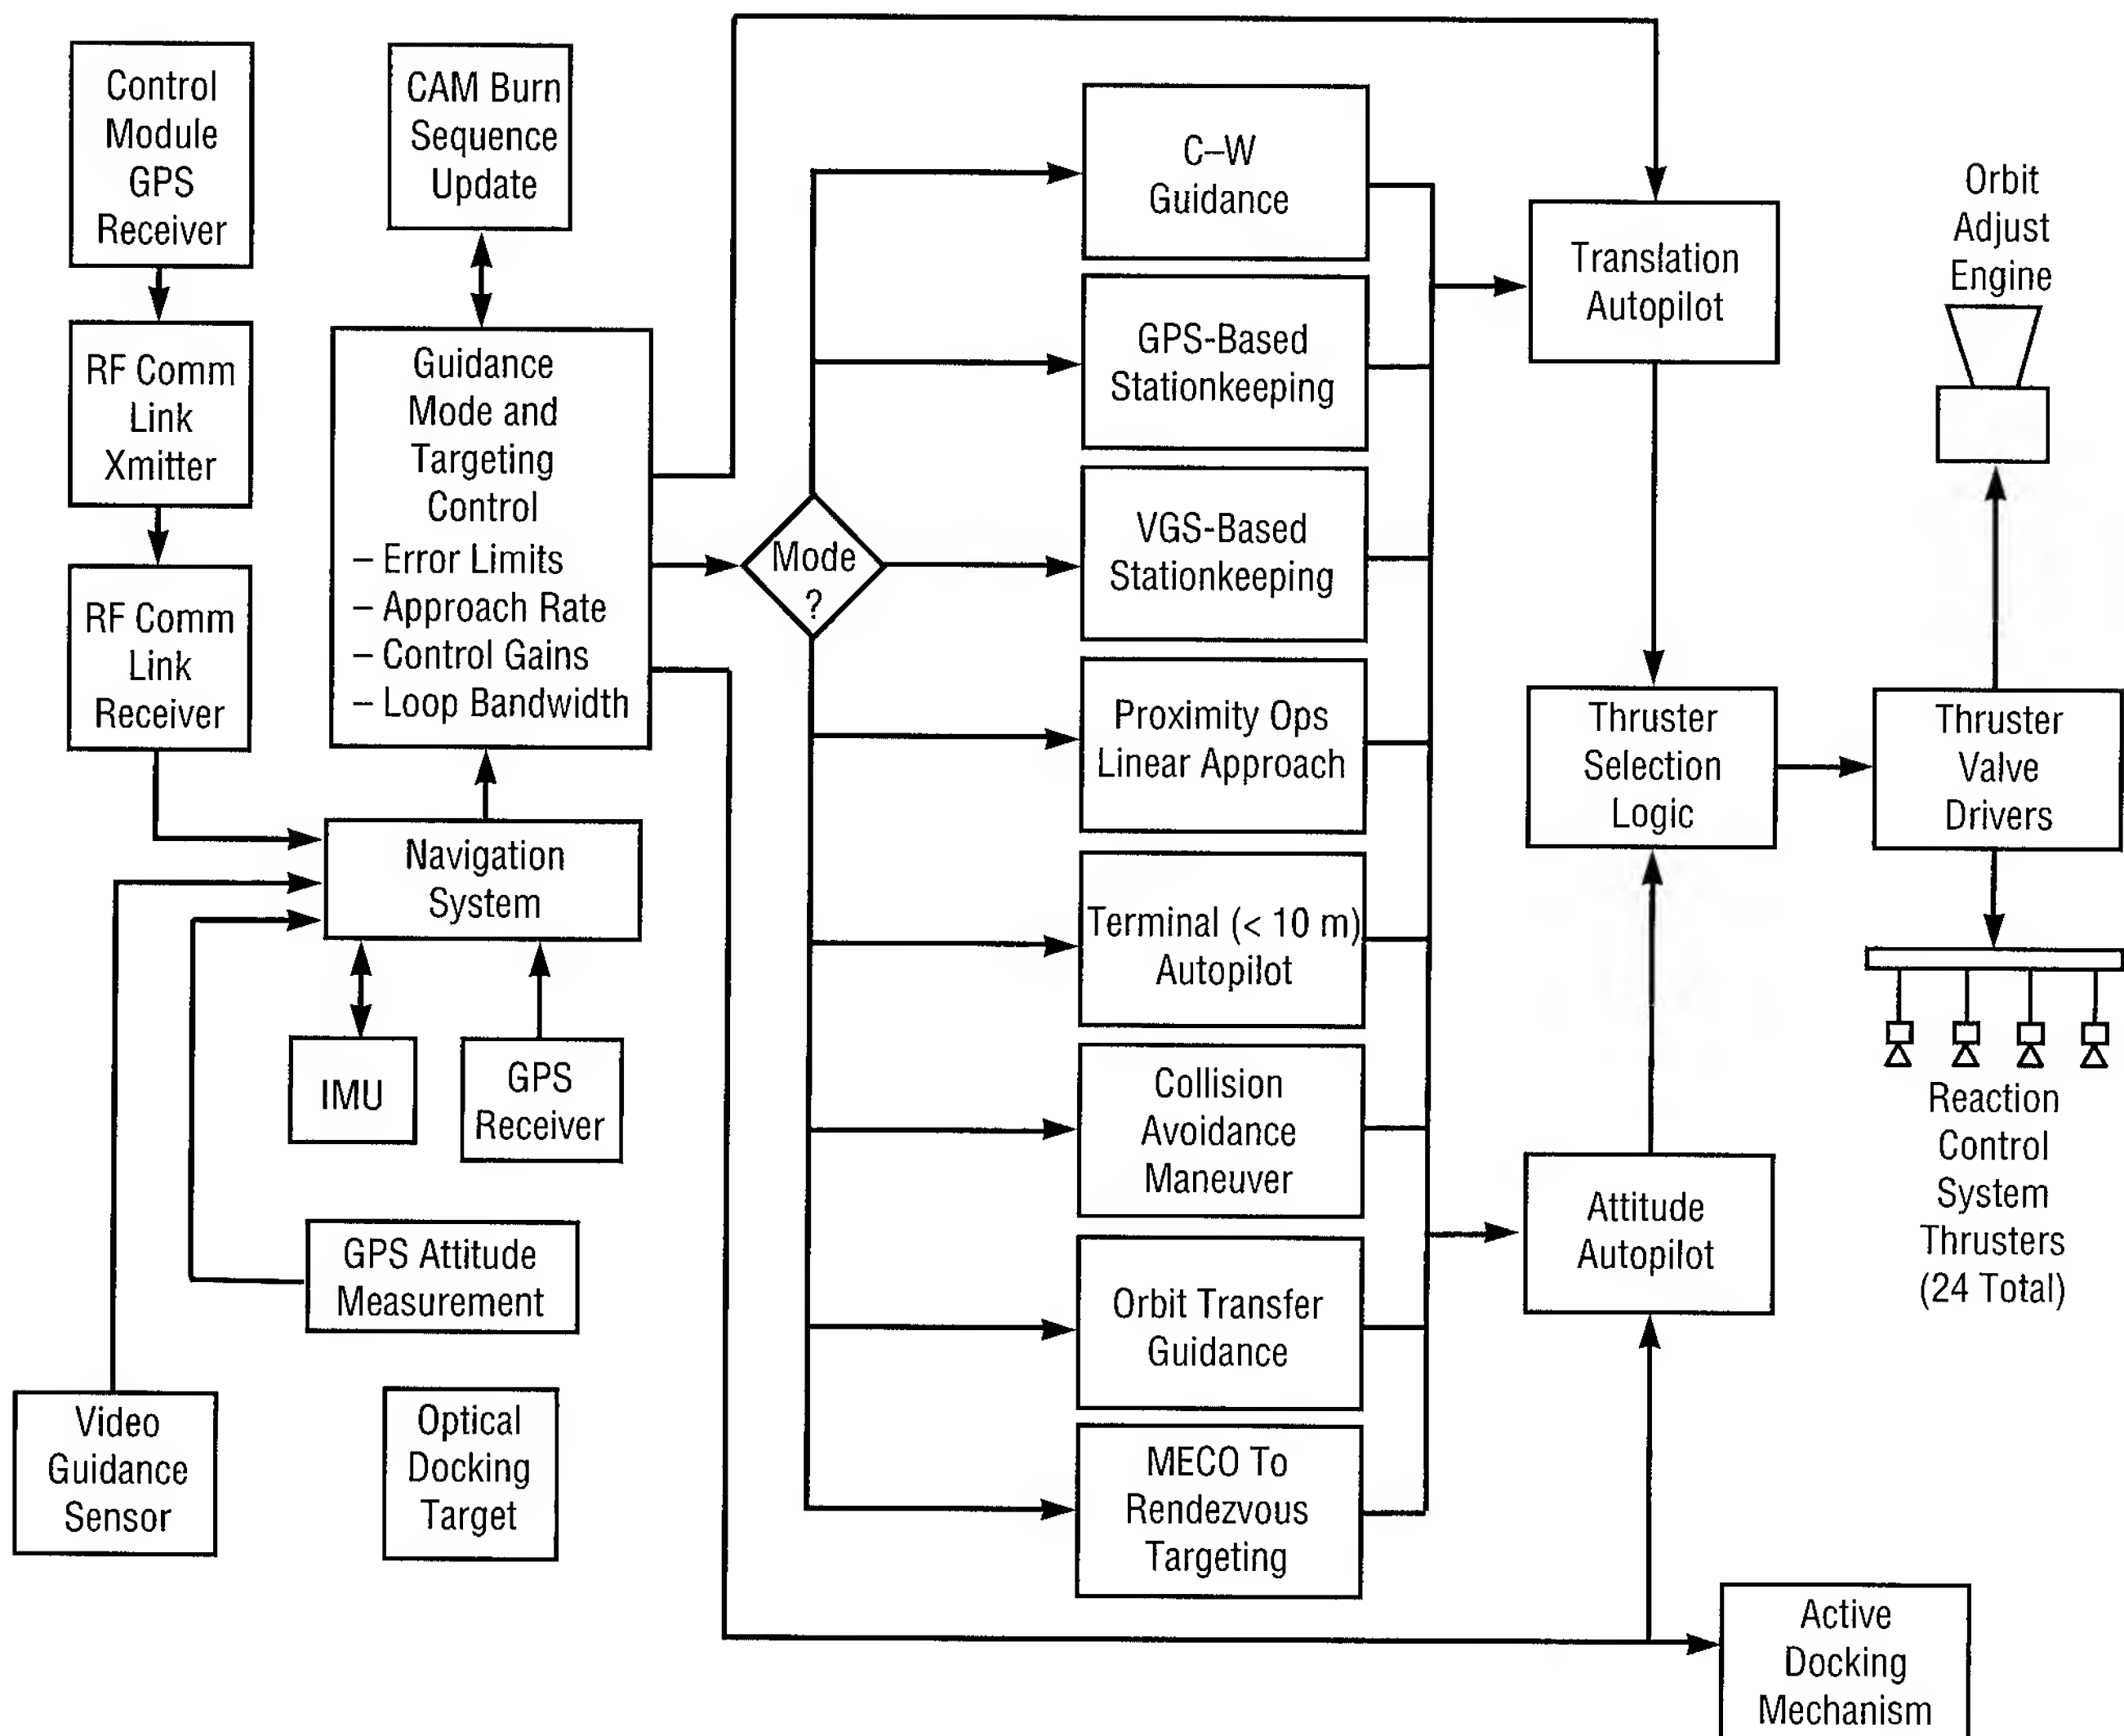 Control
Module
GPS
Receiver
RF Comm
Link
Xmitter
RF Comm
Link
Receiver
CAM Burn
Sequence
Update
Guidance
Mode and
Targeting
Control
– Error Limits
– Approach Rate
– Control Gains
– Loop Bandwidth
Navigation
System
IMU
GPS
Receiver
GPS Attitude
Measurement
Video
Guidance
Sensor
Optical
Docking
Target
Mode
?
C–W
Guidance
GPS-Based
Stationkeeping
VGS-Based
Stationkeeping
Proximity Ops
Linear Approach
Terminal (< 10 m)
Autopilot
Collision
Avoidance
Maneuver
Orbit Transfer
Guidance
MECO To
Rendezvous
Targeting
Translation
Autopilot
Thruster
Selection
Logic
Attitude
Autopilot
Active
Docking
Mechanism
Orbit
Adjust
Engine
Thruster
Valve
Drivers
Reaction
Control
System
Thrusters
(24 Total)